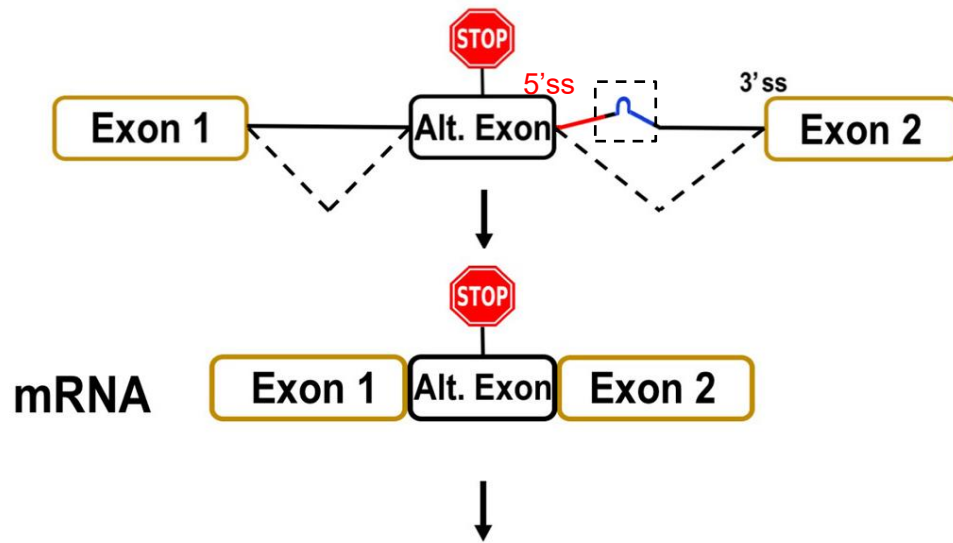 STOP
5'ss
3'ss
Exon 1
Alt. Exon
Exon 2
STOP
mRNA
Exon 1
Alt. Exon
Exon 2